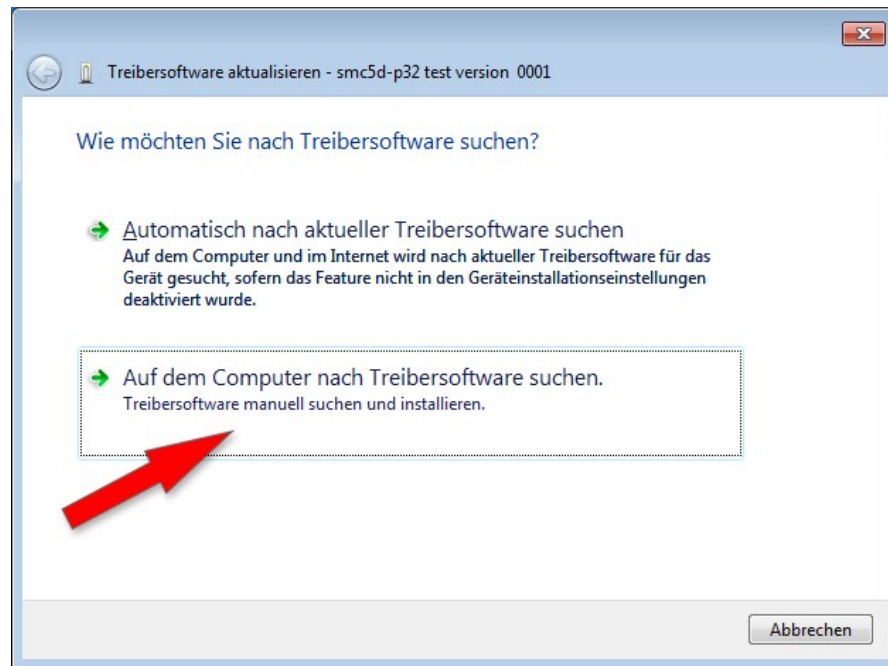 Treibersoftware aktualisieren - smc5d-p32 test version 0001
Wie möchten Sie nach Treibersoftware suchen?
Automatisch nach aktueller Treibersoftware suchen
Auf dem Computer und im Internet wird nach aktueller Treibersoftware für das
Gerät gesucht, sofern das Feature nicht in den Geräteinstallationseinstellungen
deaktiviert wurde.
Auf dem Computer nach Treibersoftware suchen.
Treibersoftware manuell suchen und installieren.
Abbrechen